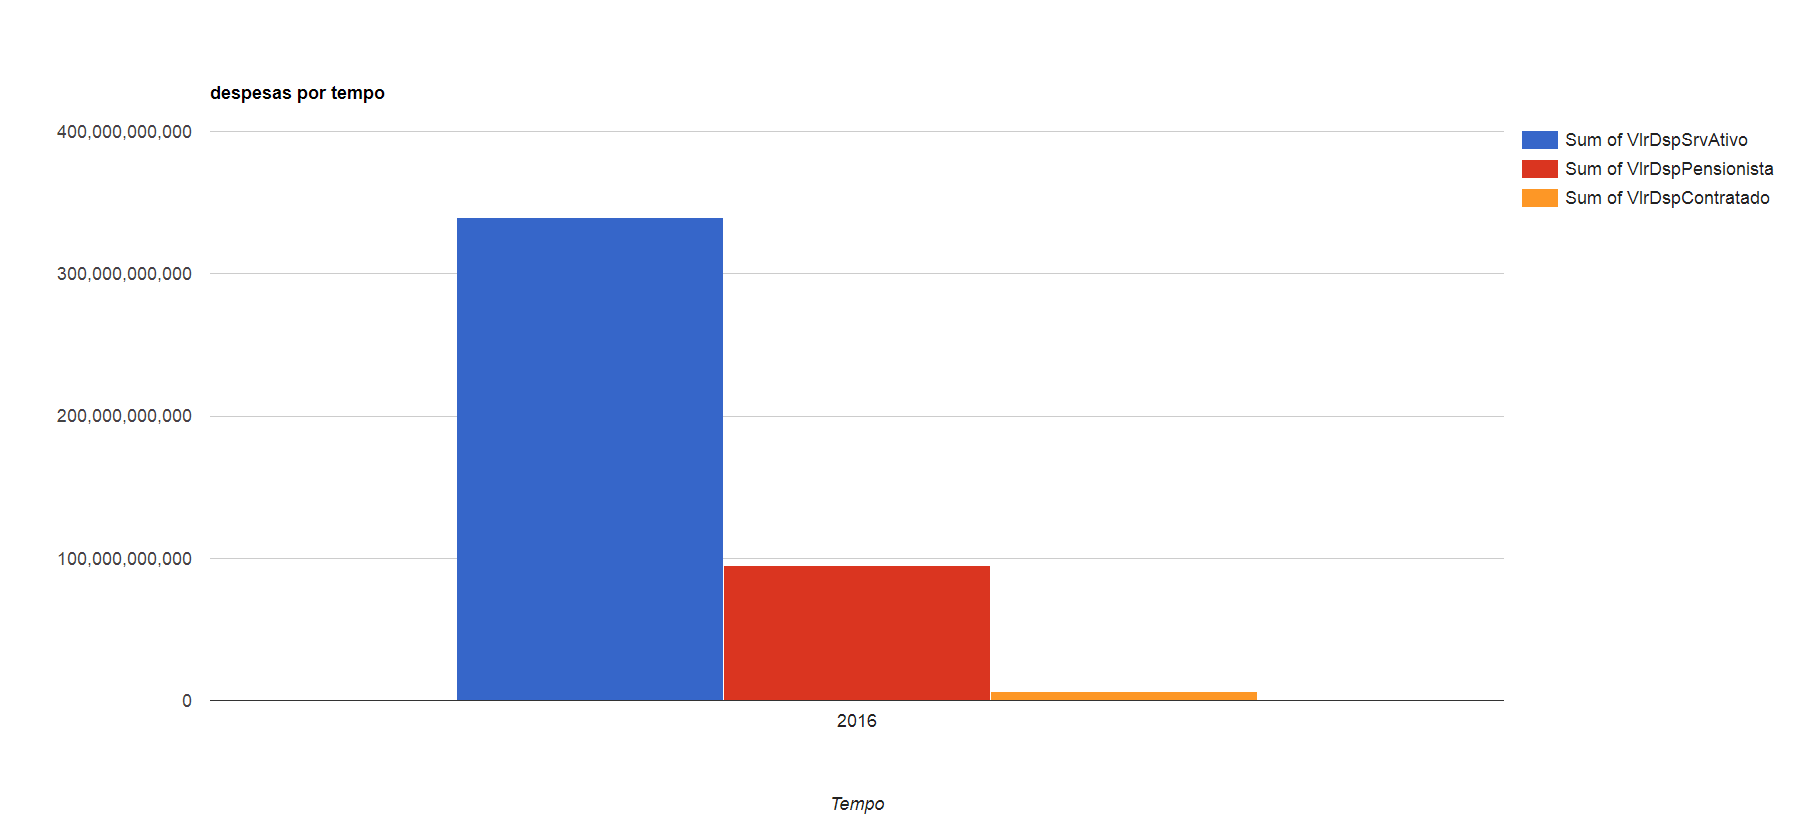 despesas por tempo
400,000,000,000
300,000,000,000
200,000,000,000
100,000,000,000
0
2016
Tempo
Sum of VlrDspSrvAtivo
Sum of VlrDspPensionista
Sum of VlrDspContratado